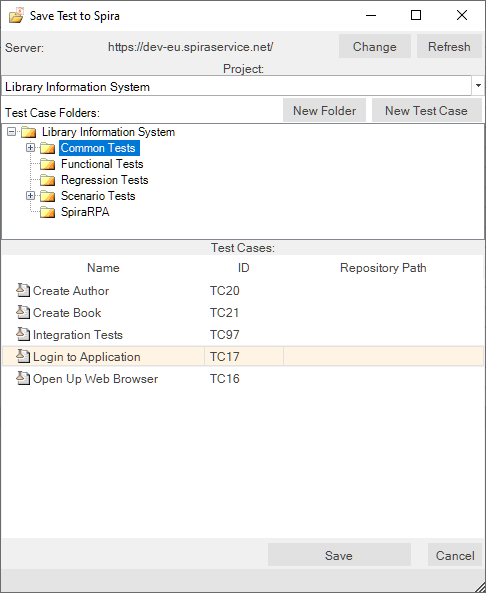 Save Test to Spira
Server: https://dev-eu.spiraservice.net/ Change Refresh
Project:
Library Information System
Test Case Folders: New Folder New Test Case
Library Information System
Common Tests
Functional Tests
Regression Tests
Scenario Tests
SpiraRPA
Test Cases:
Name ID Repository Path
Create Author TC20
Create Book TC21
Integration Tests TC97
Login to Application TC17
Open Up Web Browser TC16
Save Cancel